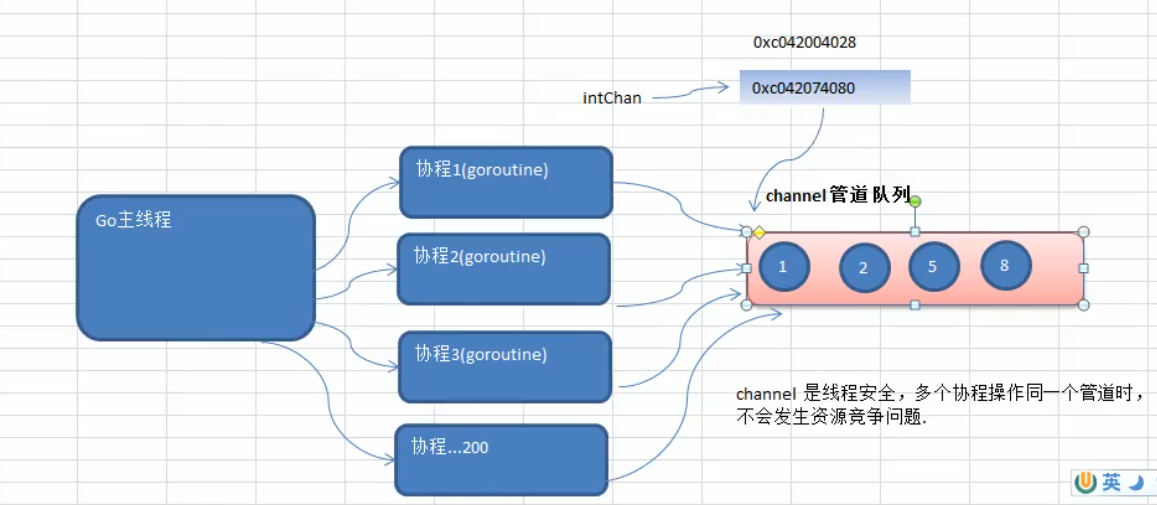 0xc042004028
intChan
0xc042074080
channel管道队列
Go主线程
协程1(goroutine)
协程2(goroutine)
协程3(goroutine)
协程...200
1
2
5
8
channel 是线程安全，多个协程操作同一个管道时，
不会发生资源竞争问题.
英